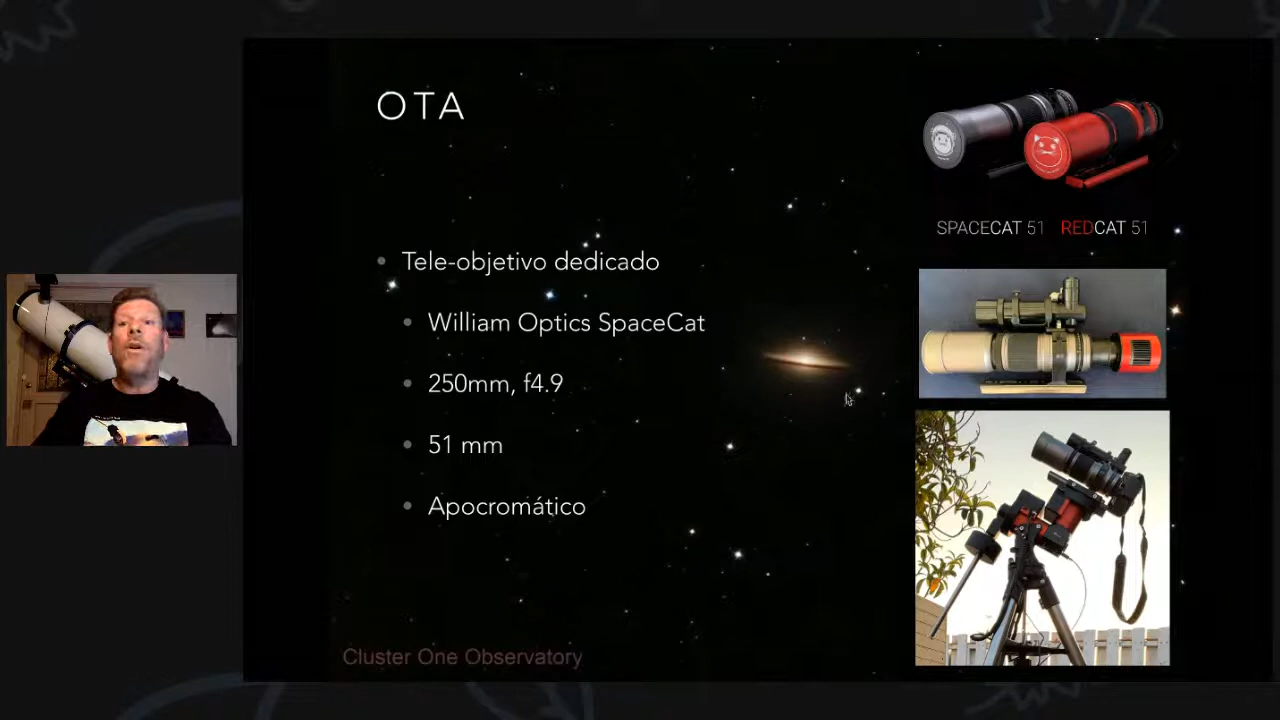 OTA
Tele-objetivo dedicado
William Optics SpaceCat
250mm, f4.9
51 mm
Apocromático
SPACECAT 51 REDCAT 51
Cluster One Observatory